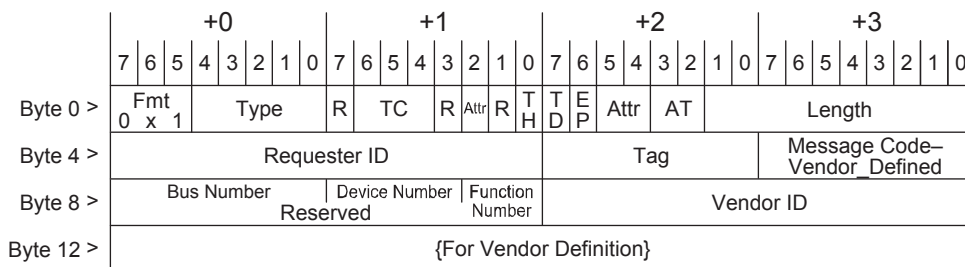 +0 +1 +2 +3
7 6 5 4 3 2 1 0 7 6 5 4 3 2 1 0 7 6 5 4 3 2 1 0 7 6 5 4 3 2 1 0
Byte 0 > Fmt 0 x 1 Type R TC R Attr R TH TD EP Attr AT Length
Byte 4 > Requester ID Tag Message Code–
Vendor_Defined
Byte 8 > Bus Number Device Number Function Number Vendor ID
Reserved
Byte 12 > {For Vendor Definition}